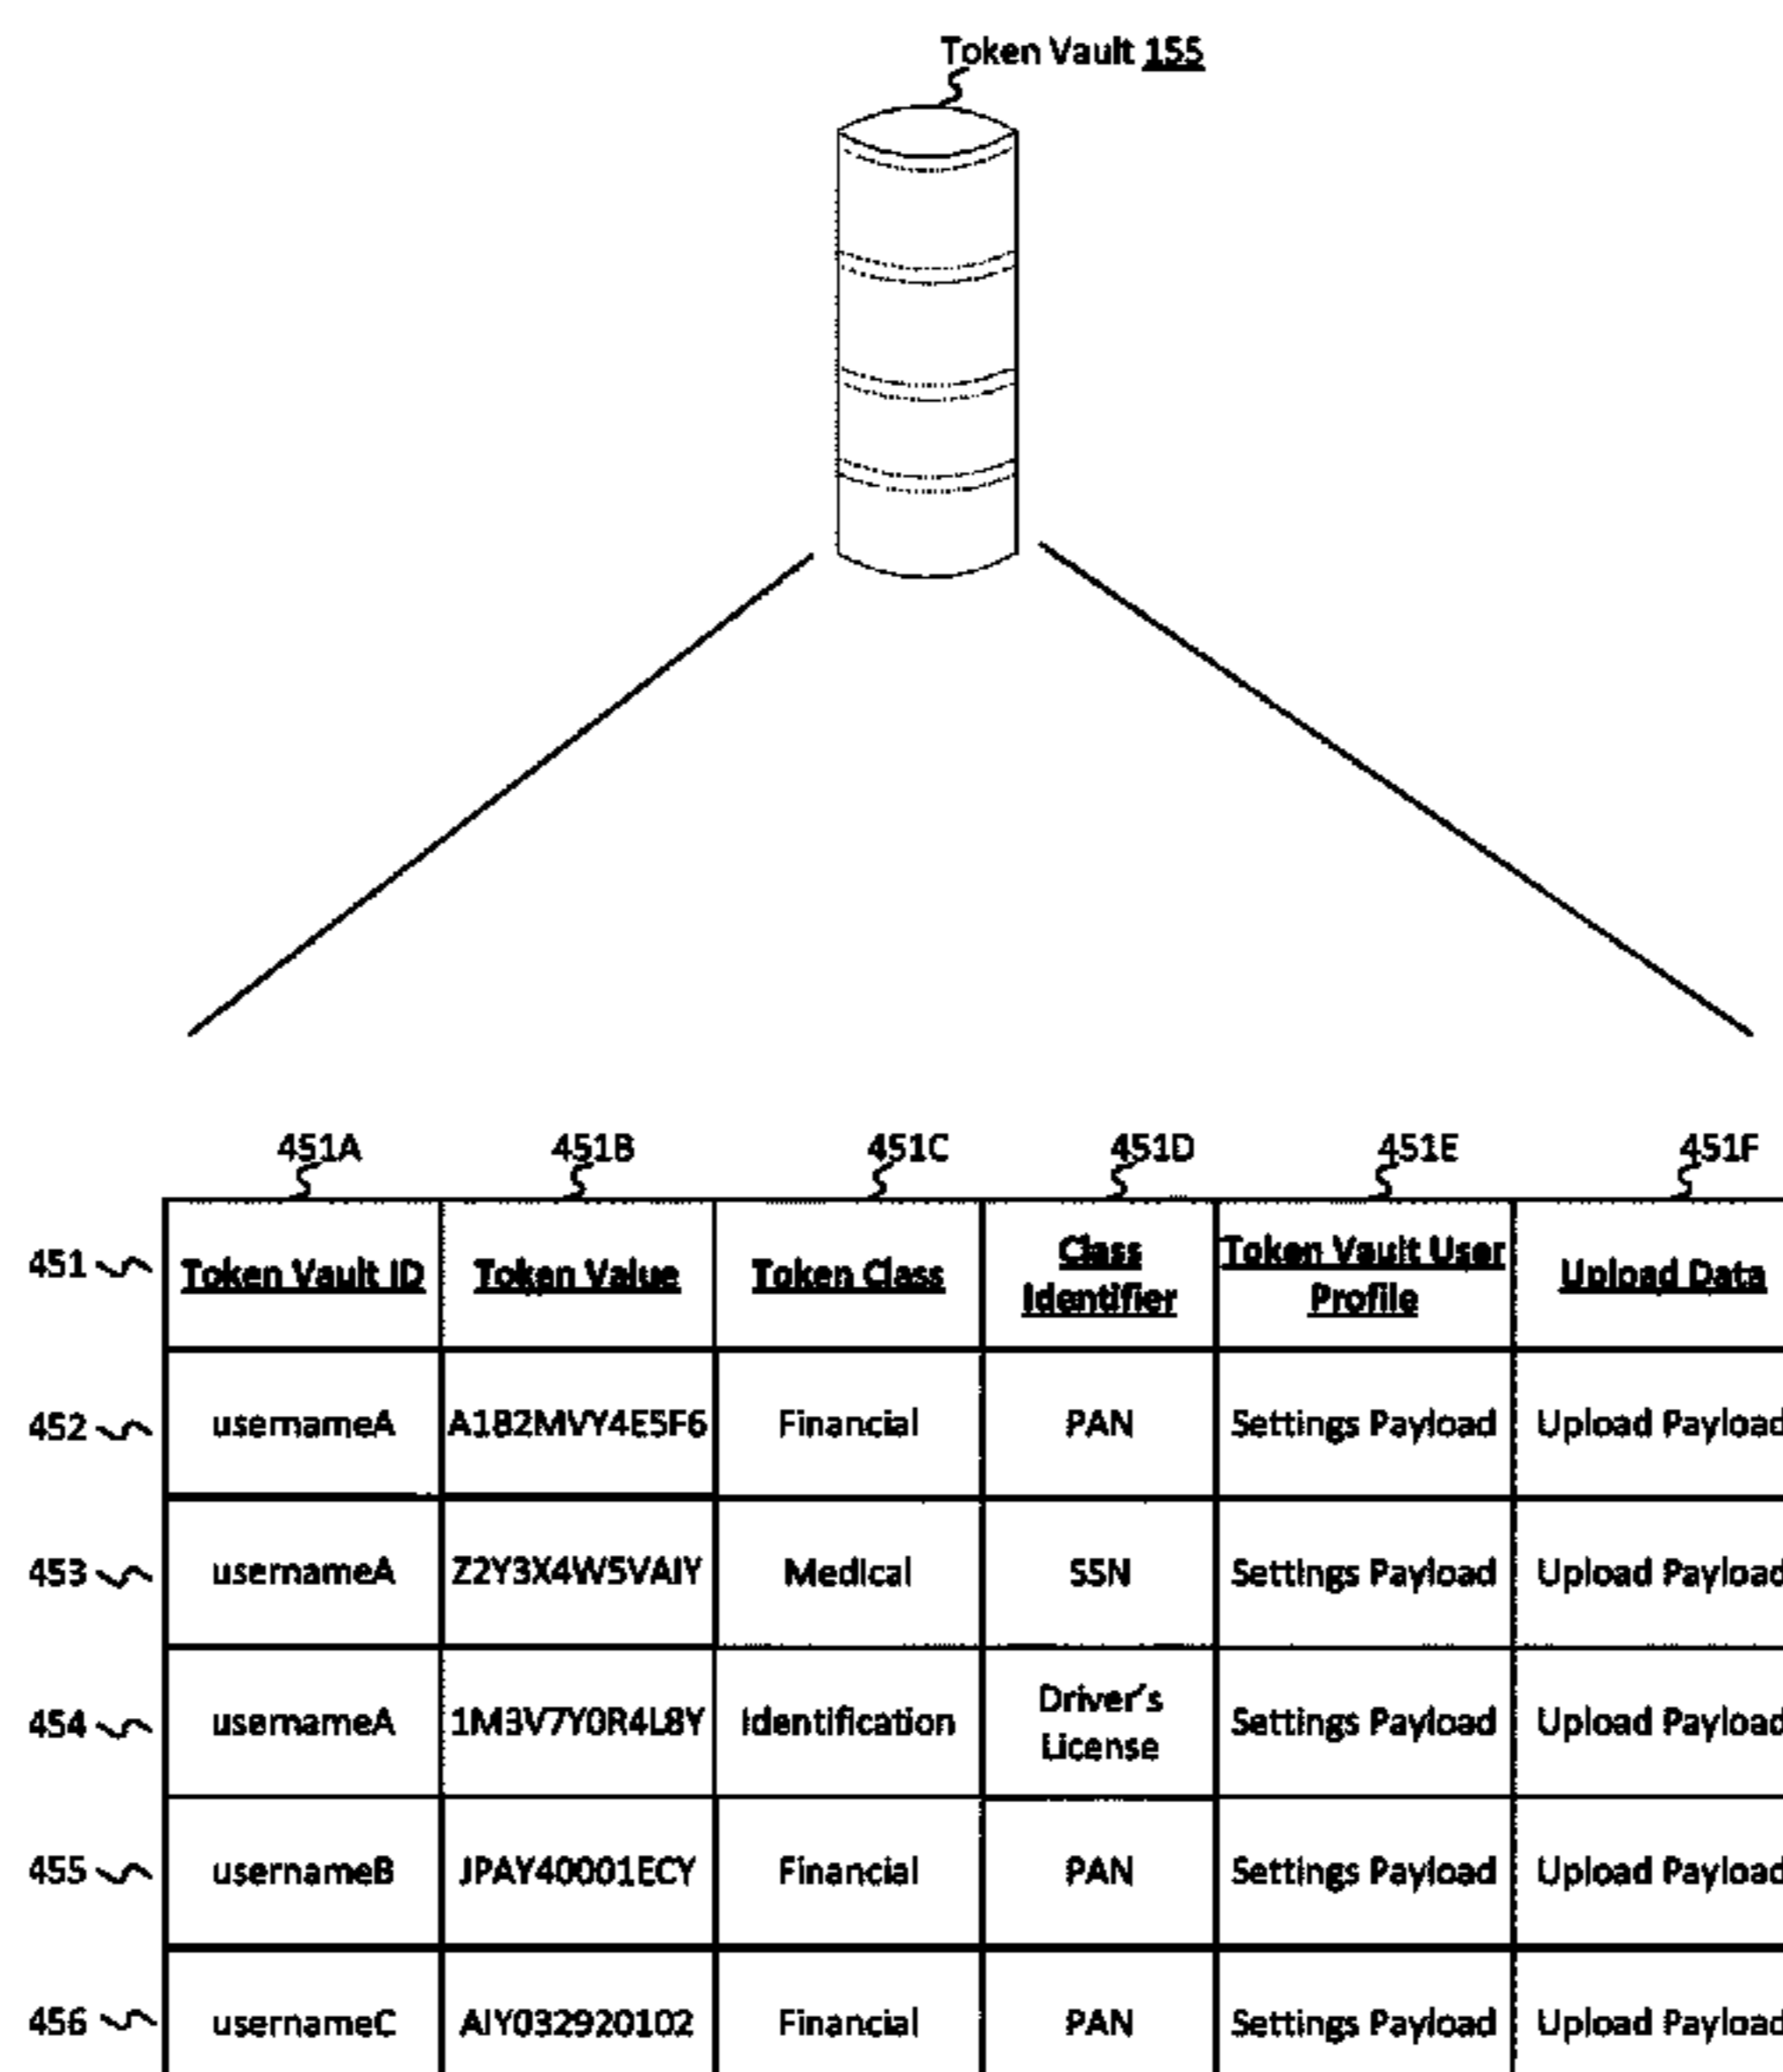 Token Vault 155
451A 451B 451C 451D 451E 451F
451 Token Vault ID Token Value Token Class Class Identifier Token Vault User Profile Upload Data
452 usernameA A1B2MVY4E5F6 Financial PAN Settings Payload Upload Payload
453 usernameA Z2Y3X4W5VAIY Medical SSN Settings Payload Upload Payload
454 usernameA 1M3V7Y0R4L8Y Identification Driver's License Settings Payload Upload Payload
455 usernameB JPAY40001ECY Financial PAN Settings Payload Upload Payload
456 usernameC AIY032920102 Financial PAN Settings Payload Upload Payload